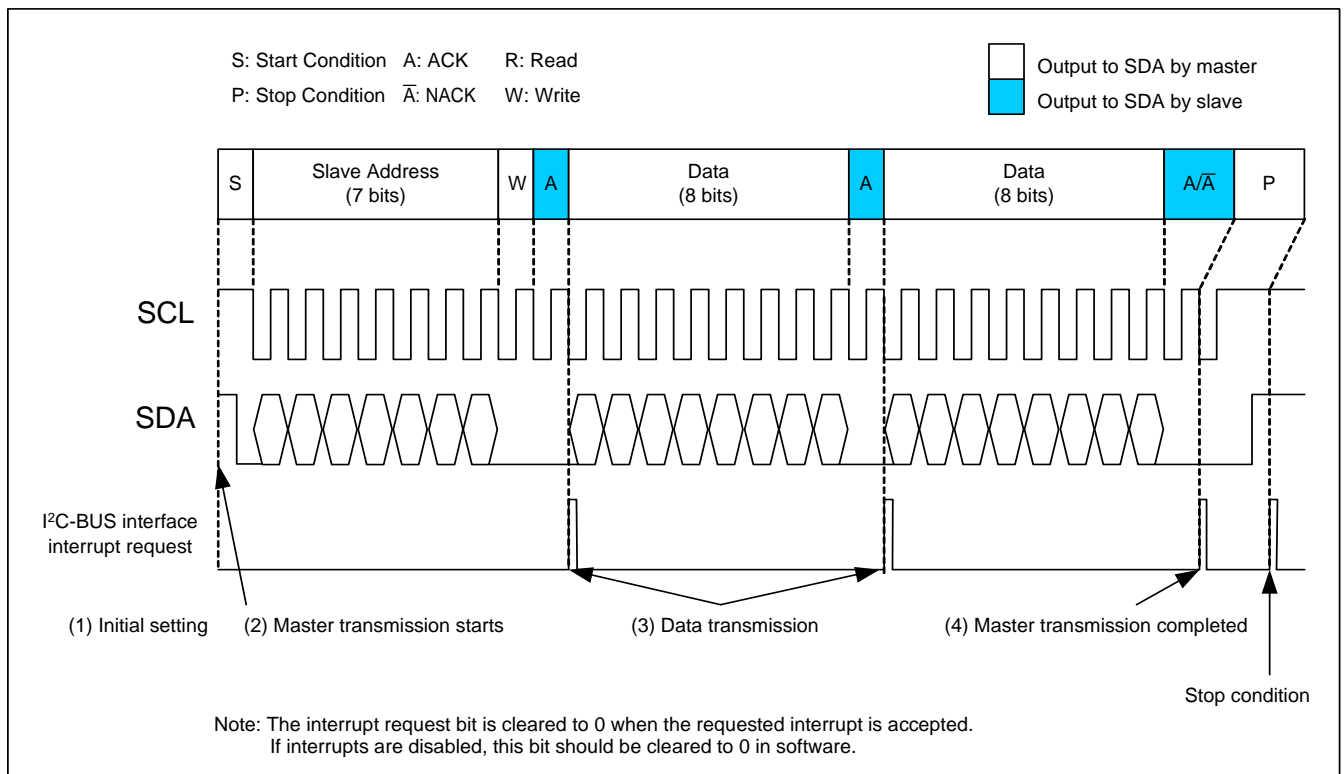 S: Start Condition A: ACK R: Read
P: Stop Condition A̅: NACK W: Write
Output to SDA by master
Output to SDA by slave
S
Slave Address
(7 bits)
W
A
Data
(8 bits)
A
Data
(8 bits)
A/A̅
P
SCL
SDA
I²C-BUS interface
interrupt request
(1) Initial setting
(2) Master transmission starts
(3) Data transmission
(4) Master transmission completed
Stop condition
Note: The interrupt request bit is cleared to 0 when the requested interrupt is accepted.
If interrupts are disabled, this bit should be cleared to 0 in software.